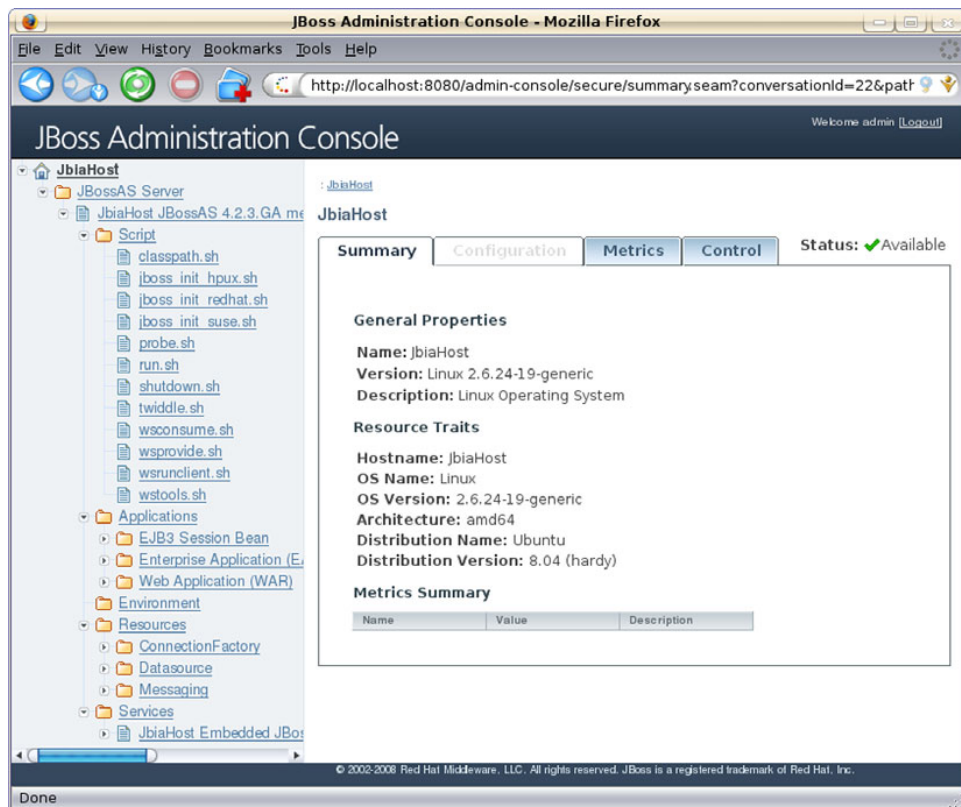 JBoss Administration Console - Mozilla Firefox
File Edit View History Bookmarks Tools Help
http://localhost:8080/admin-console/secure/summary.seam?conversationId=22&path
JBoss Administration Console
Welcome admin [Logout]
JbiaHost
JBossAS Server
JbiaHost JBossAS 4.2.3.GA me
Script
classpath.sh
jboss_init_hpux.sh
jboss_init_redhat.sh
jboss_init_suse.sh
probe.sh
run.sh
shutdown.sh
twiddle.sh
wsconsume.sh
wsprovide.sh
wsrunclient.sh
wstools.sh
Applications
EJB3 Session Bean
Enterprise Application (EA
Web Application (WAR)
Environment
Resources
ConnectionFactory
Datasource
Messaging
Services
JbiaHost Embedded JBos
: JbiaHost
JbiaHost
Summary Configuration Metrics Control Status: Available
General Properties
Name: JbiaHost
Version: Linux 2.6.24-19-generic
Description: Linux Operating System
Resource Traits
Hostname: JbiaHost
OS Name: Linux
OS Version: 2.6.24-19-generic
Architecture: amd64
Distribution Name: Ubuntu
Distribution Version: 8.04 (hardy)
Metrics Summary
Name Value Description
© 2002-2008 Red Hat Middleware, LLC. All rights reserved. JBoss is a registered trademark of Red Hat, Inc.
Done